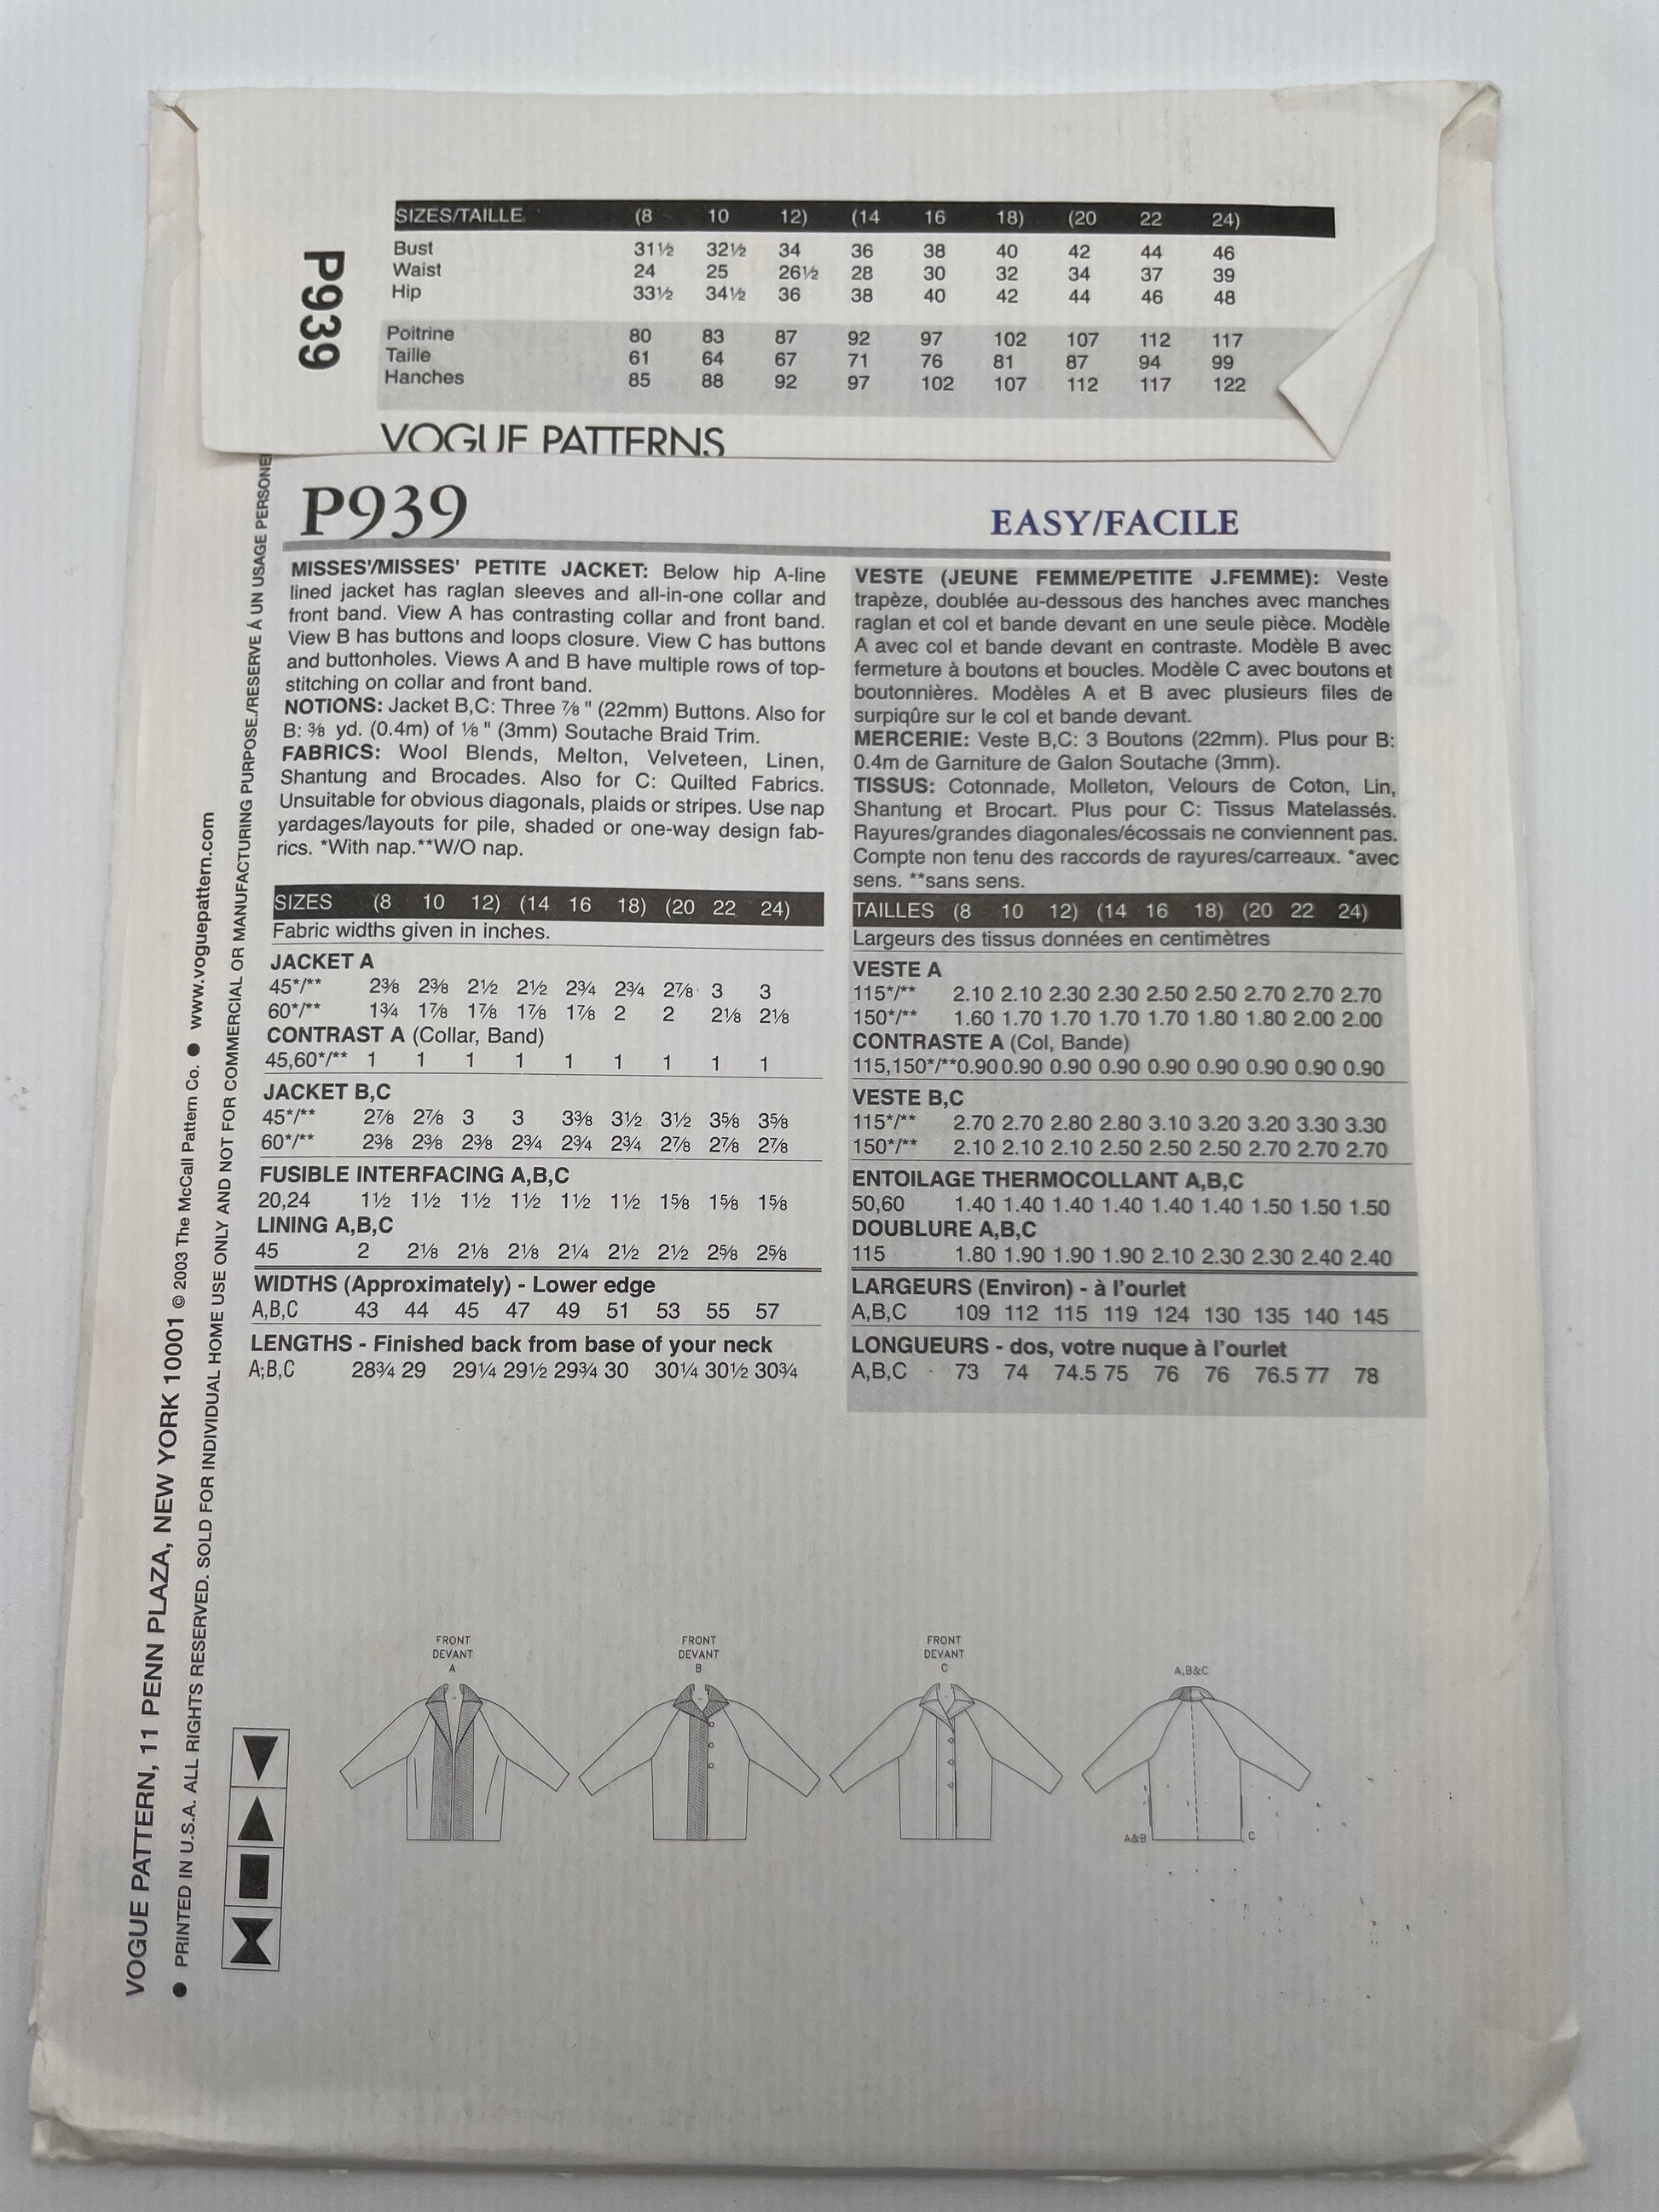 SIZES/TAILLE (8 10 12) (14 16 18) (20 22 24)
Bust 31½ 32½ 34 36 38 40 42 44 46
Waist 24 25 26½ 28 30 32 34 37 39
Hip 33½ 34½ 36 38 40 42 44 46 48
Poitrine 80 83 87 92 97 102 107 112 117
Taille 61 64 67 71 76 81 87 94 99
Hanches 85 88 92 97 102 107 112 117 122
P939
VOGUE PATTERNS
P939
EASY/FACILE
MISSES'/MISSES' PETITE JACKET: Below hip A-line
lined jacket has raglan sleeves and all-in-one collar and
front band. View A has contrasting collar and front band.
View B has buttons and loops closure. View C has buttons
and buttonholes. Views A and B have multiple rows of top-
stitching on collar and front band.
NOTIONS: Jacket B,C: Three ⅞" (22mm) Buttons. Also for
B: ⅜ yd. (0.4m) of ⅛" (3mm) Soutache Braid Trim.
FABRICS: Wool Blends, Melton, Velveteen, Linen,
Shantung and Brocades. Also for C: Quilted Fabrics.
Unsuitable for obvious diagonals, plaids or stripes. Use nap
yardages/layouts for pile, shaded or one-way design fab-
rics. *With nap.**W/O nap.
SIZES (8 10 12) (14 16 18) (20 22 24)
Fabric widths given in inches.
JACKET A
45*/** 2⅜ 2⅜ 2½ 2½ 2¾ 2¾ 2⅞ 3 3
60*/** 1¾ 1⅞ 1⅞ 1⅞ 1⅞ 2 2 2⅛ 2⅛
CONTRAST A (Collar, Band)
45,60*/** 1 1 1 1 1 1 1 1 1
JACKET B,C
45*/** 2⅞ 2⅞ 3 3 3⅜ 3½ 3½ 3⅝ 3⅝
60*/** 2⅜ 2⅜ 2⅜ 2¾ 2¾ 2¾ 2⅞ 2⅞ 2⅞
FUSIBLE INTERFACING A,B,C
20,24 1½ 1½ 1½ 1½ 1½ 1½ 1⅝ 1⅝ 1⅝
LINING A,B,C
45 2 2⅛ 2⅛ 2⅛ 2¼ 2½ 2½ 2⅝ 2⅝
WIDTHS (Approximately) - Lower edge
A,B,C 43 44 45 47 49 51 53 55 57
LENGTHS - Finished back from base of your neck
A;B,C 28¾ 29 29¼ 29½ 29¾ 30 30¼ 30½ 30¾
VESTE (JEUNE FEMME/PETITE J.FEMME): Veste
trapèze, doublée au-dessous des hanches avec manches
raglan et col et bande devant en une seule pièce. Modèle
A avec col et bande devant en contraste. Modèle B avec
fermeture à boutons et boucles. Modèle C avec boutons et
boutonnières. Modèles A et B avec plusieurs files de
surpiqûre sur le col et bande devant.
MERCERIE: Veste B,C: 3 Boutons (22mm). Plus pour B:
0.4m de Garniture de Galon Soutache (3mm).
TISSUS: Cotonnade, Molleton, Velours de Coton, Lin,
Shantung et Brocart. Plus pour C: Tissus Matelassés.
Rayures/grandes diagonales/écossais ne conviennent pas.
Compte non tenu des raccords de rayures/carreaux. *avec
sens. **sans sens.
TAILLES (8 10 12) (14 16 18) (20 22 24)
Largeurs des tissus données en centimètres
VESTE A
115*/** 2.10 2.10 2.30 2.30 2.50 2.50 2.70 2.70 2.70
150*/** 1.60 1.70 1.70 1.70 1.70 1.80 1.80 2.00 2.00
CONTRASTE A (Col, Bande)
115,150*/**0.90 0.90 0.90 0.90 0.90 0.90 0.90 0.90 0.90
VESTE B,C
115*/** 2.70 2.70 2.80 2.80 3.10 3.20 3.20 3.30 3.30
150*/** 2.10 2.10 2.10 2.50 2.50 2.50 2.70 2.70 2.70
ENTOILAGE THERMOCOLLANT A,B,C
50,60 1.40 1.40 1.40 1.40 1.40 1.40 1.50 1.50 1.50
DOUBLURE A,B,C
115 1.80 1.90 1.90 1.90 2.10 2.30 2.30 2.40 2.40
LARGEURS (Environ) - à l'ourlet
A,B,C 109 112 115 119 124 130 135 140 145
LONGUEURS - dos, votre nuque à l'ourlet
A,B,C - 73 74 74.5 75 76 76 76.5 77 78
VOGUE PATTERN, 11 PENN PLAZA, NEW YORK 10001 © 2003 The McCall Pattern Co. ● www.voguepattern.com
● PRINTED IN U.S.A. ALL RIGHTS RESERVED. SOLD FOR INDIVIDUAL HOME USE ONLY AND NOT FOR COMMERCIAL OR MANUFACTURING PURPOSE./RESERVE À UN USAGE PERSONE
FRONT
DEVANT
A
FRONT
DEVANT
B
FRONT
DEVANT
C
A,B&C
A&B
C